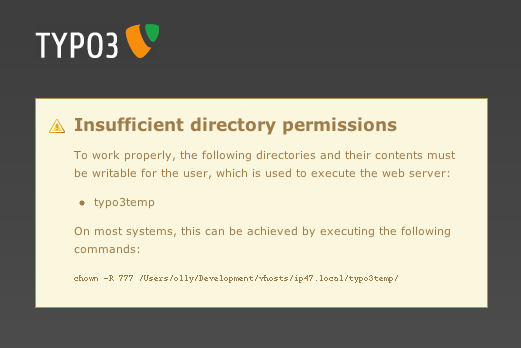 TYPO3
Insufficient directory permissions
To work properly, the following directories and their contents must
be writable for the user, which is used to execute the web server:
• typo3temp
On most systems, this can be achieved by executing the following
commands:
chown -R 777 /Users/olly/Development/vhosts/ip47.local/typo3temp/